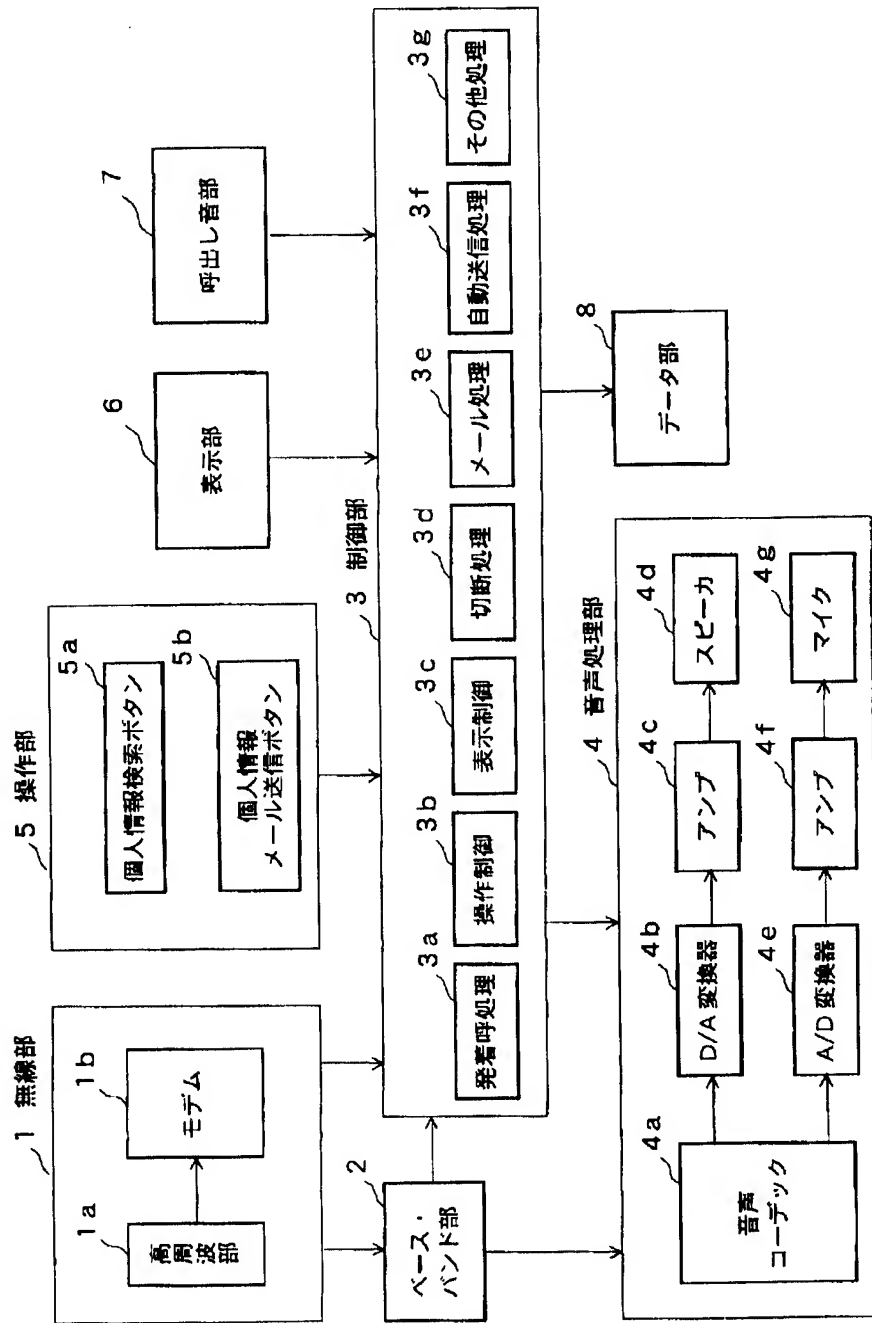 1 無線部
1a
高周波部
1b
モデム
5 操作部
5a
個人情報検索ボタン
5b
個人情報
メール送信ボタン
6
表示部
7
呼出し音部
2
ベース・
バンド部
3 制御部
3a
発着呼処理
3b
操作制御
3c
表示制御
3d
切断処理
3e
メール処理
3f
自動送信処理
3g
その他処理
4 音声処理部
4a
音声
コーデック
4b
D/A 変換器
4c
アンプ
4d
スピーカ
4e
A/D 変換器
4f
アンプ
4g
マイク
8
データ部